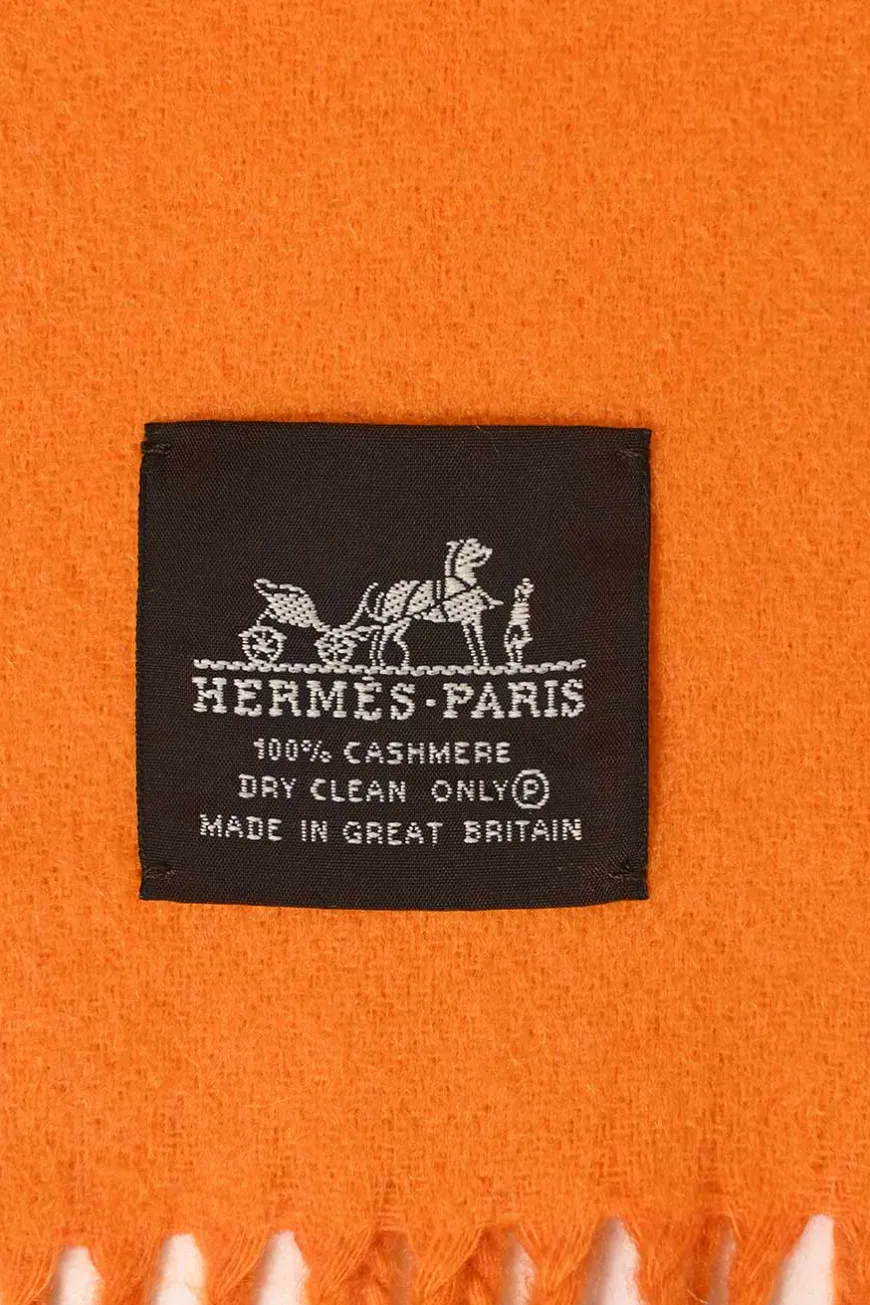 HERMÈS·PARIS
100% CASHMERE
DRY CLEAN ONLY Ⓟ
MADE IN GREAT BRITAIN